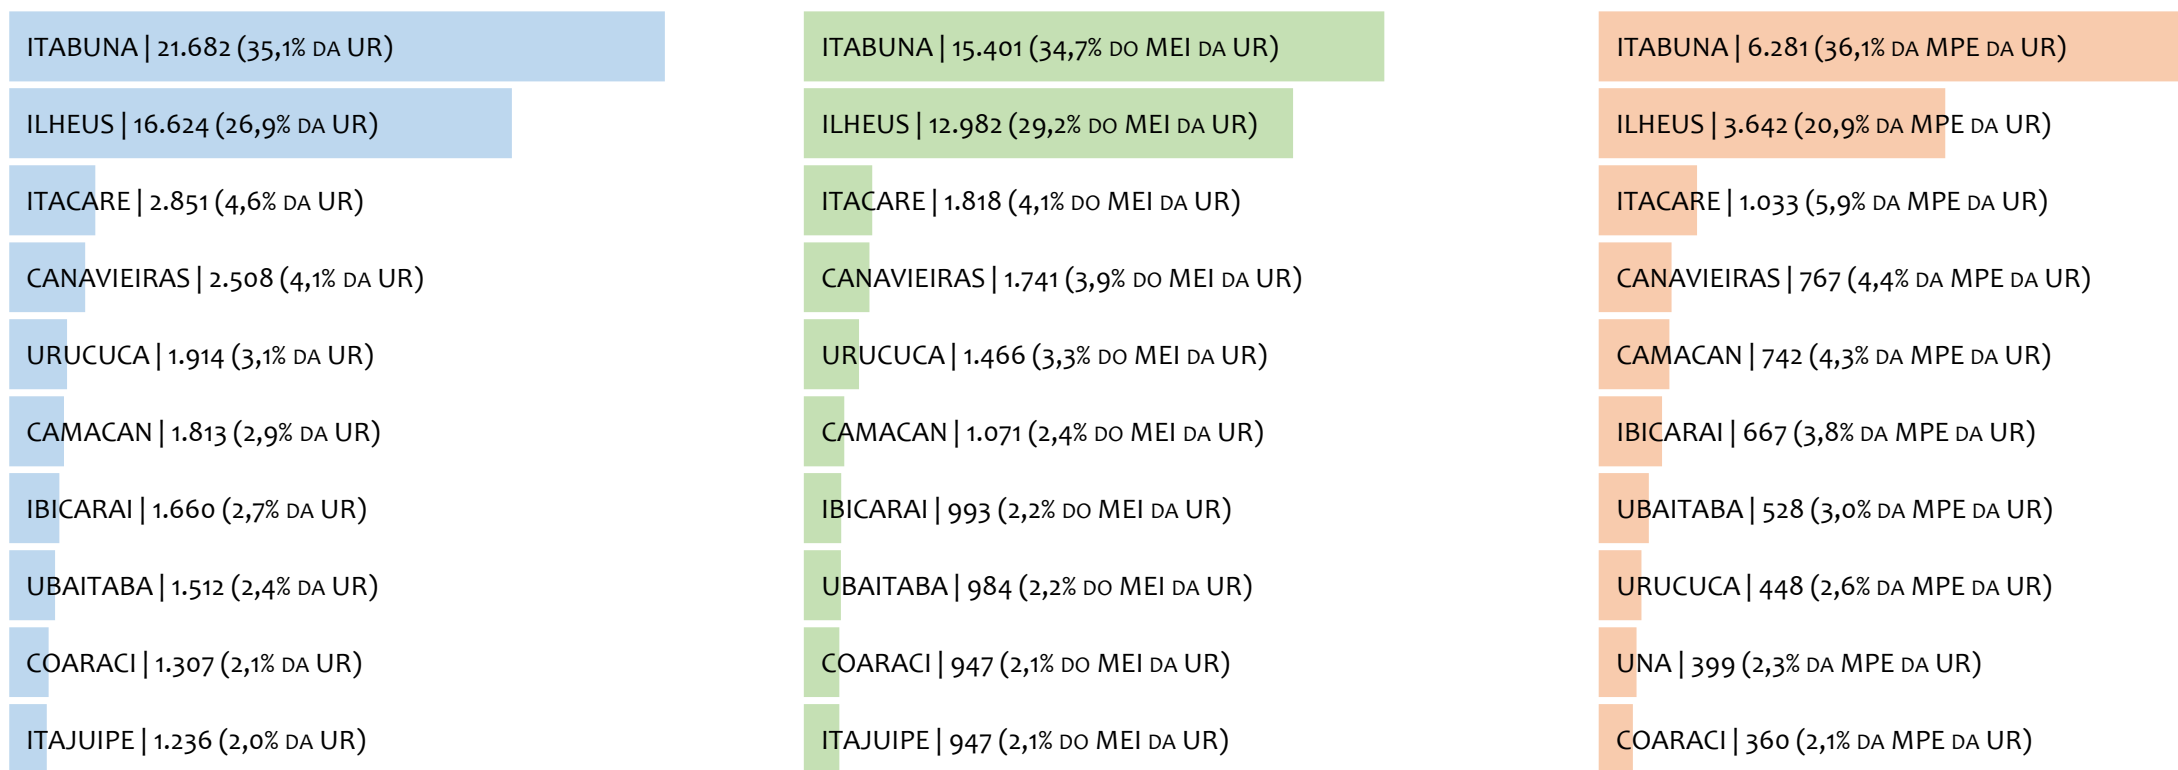 ITABUNA | 21.682 (35,1% DA UR)
ILHEUS | 16.624 (26,9% DA UR)
ITACARE | 2.851 (4,6% DA UR)
CANAVIEIRAS | 2.508 (4,1% DA UR)
URUCUCA | 1.914 (3,1% DA UR)
CAMACAN | 1.813 (2,9% DA UR)
IBICARAI | 1.660 (2,7% DA UR)
UBAITABA | 1.512 (2,4% DA UR)
COARACI | 1.307 (2,1% DA UR)
ITAJUIPE | 1.236 (2,0% DA UR)
ITABUNA | 15.401 (34,7% DO MEI DA UR)
ILHEUS | 12.982 (29,2% DO MEI DA UR)
ITACARE | 1.818 (4,1% DO MEI DA UR)
CANAVIEIRAS | 1.741 (3,9% DO MEI DA UR)
URUCUCA | 1.466 (3,3% DO MEI DA UR)
CAMACAN | 1.071 (2,4% DO MEI DA UR)
IBICARAI | 993 (2,2% DO MEI DA UR)
UBAITABA | 984 (2,2% DO MEI DA UR)
COARACI | 947 (2,1% DO MEI DA UR)
ITAJUIPE | 947 (2,1% DO MEI DA UR)
ITABUNA | 6.281 (36,1% DA MPE DA UR)
ILHEUS | 3.642 (20,9% DA MPE DA UR)
ITACARE | 1.033 (5,9% DA MPE DA UR)
CANAVIEIRAS | 767 (4,4% DA MPE DA UR)
CAMACAN | 742 (4,3% DA MPE DA UR)
IBICARAI | 667 (3,8% DA MPE DA UR)
UBAITABA | 528 (3,0% DA MPE DA UR)
URUCUCA | 448 (2,6% DA MPE DA UR)
UNA | 399 (2,3% DA MPE DA UR)
COARACI | 360 (2,1% DA MPE DA UR)